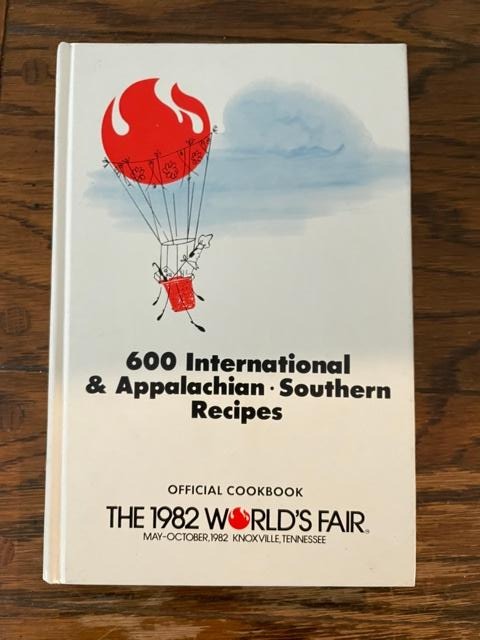 600 International
& Appalachian · Southern
Recipes
OFFICIAL COOKBOOK
THE 1982 WORLD'S FAIR®
MAY-OCTOBER, 1982 KNOXVILLE, TENNESSEE